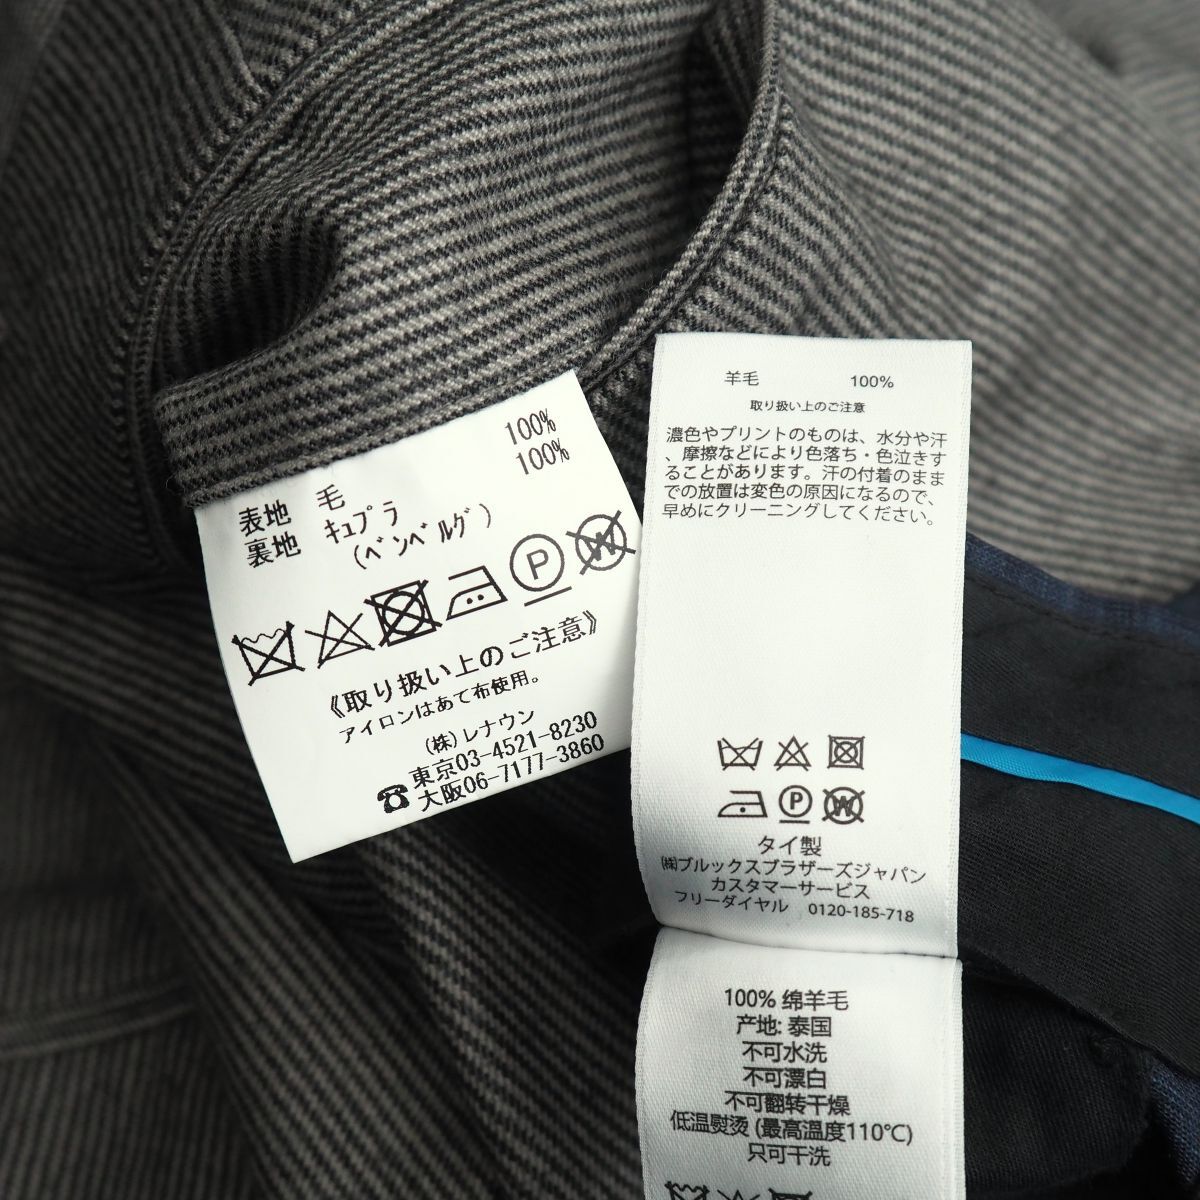 表地 毛 100%
裏地 キュプラ 100%
(ベンベルグ)
P
W
《取り扱い上のご注意》
アイロンはあて布使用。
(株)レナウン
東京03-4521-8230
大阪06-7177-3860
羊毛 100%
取り扱い上のご注意
濃色やプリントのものは、水分や汗
、摩擦などにより色落ち・色泣きす
ることがあります。汗の付着のまま
での放置は変色の原因になるので、
早めにクリーニングしてください。
P
W
タイ製
㈱ブルックスブラザーズジャパン
カスタマーサービス
フリーダイヤル 0120-185-718
100% 绵羊毛
产地: 泰国
不可水洗
不可漂白
不可翻转干燥
低温熨烫 (最高温度110℃)
只可干洗